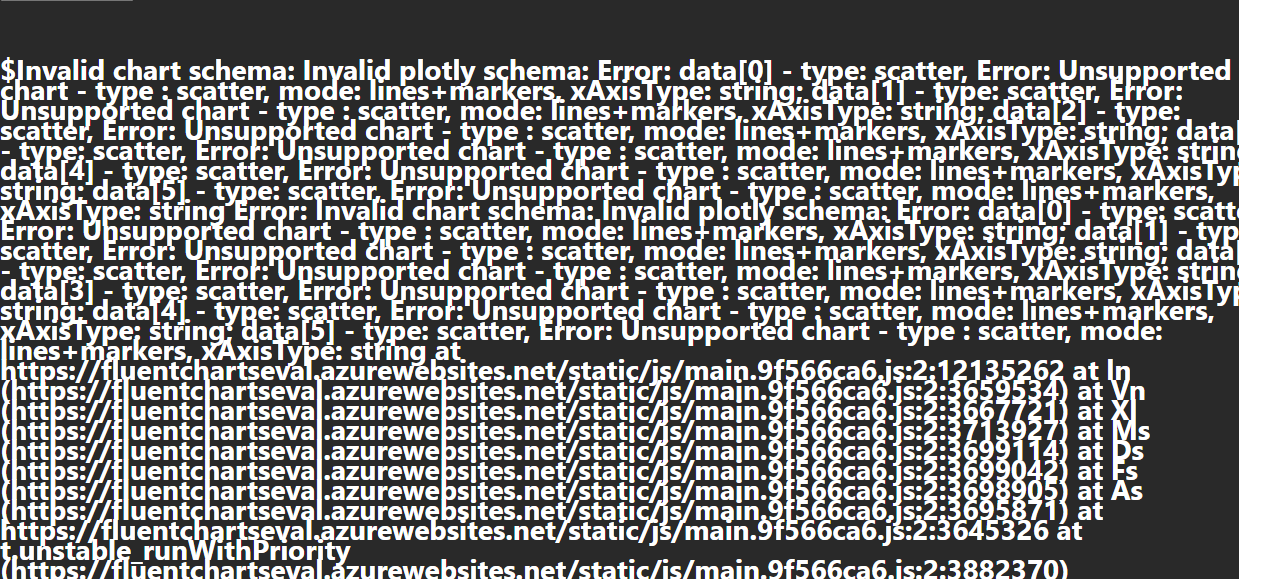 $Invalid chart schema: Invalid plotly schema: Error: data[0] - type: scatter, Error: Unsupported
chart - type : scatter, mode: lines+markers, xAxisType: string; data[1] - type: scatter, Error:
Unsupported chart - type : scatter, mode: lines+markers, xAxisType: string; data[2] - type:
scatter, Error: Unsupported chart - type : scatter, mode: lines+markers, xAxisType: string; data[
- type: scatter, Error: Unsupported chart - type : scatter, mode: lines+markers, xAxisType: string
data[4] - type: scatter, Error: Unsupported chart - type : scatter, mode: lines+markers, xAxisTyp
string; data[5] - type: scatter, Error: Unsupported chart - type : scatter, mode: lines+markers,
xAxisType: string Error: Invalid chart schema: Invalid plotly schema: Error: data[0] - type: scatte
Error: Unsupported chart - type : scatter, mode: lines+markers, xAxisType: string; data[1] - typ
scatter, Error: Unsupported chart - type : scatter, mode: lines+markers, xAxisType: string; data[
- type: scatter, Error: Unsupported chart - type : scatter, mode: lines+markers, xAxisType: string
data[3] - type: scatter, Error: Unsupported chart - type : scatter, mode: lines+markers, xAxisTyp
string; data[4] - type: scatter, Error: Unsupported chart - type : scatter, mode: lines+markers,
xAxisType: string; data[5] - type: scatter, Error: Unsupported chart - type : scatter, mode:
lines+markers, xAxisType: string at
https://fluentchartseval.azurewebsites.net/static/js/main.9f566ca6.js:2:12135262 at ln
(https://fluentchartseval.azurewebsites.net/static/js/main.9f566ca6.js:2:3659534) at Vn
(https://fluentchartseval.azurewebsites.net/static/js/main.9f566ca6.js:2:3667721) at Xl
(https://fluentchartseval.azurewebsites.net/static/js/main.9f566ca6.js:2:3713927) at Ms
(https://fluentchartseval.azurewebsites.net/static/js/main.9f566ca6.js:2:3699114) at Ds
(https://fluentchartseval.azurewebsites.net/static/js/main.9f566ca6.js:2:3699042) at Fs
(https://fluentchartseval.azurewebsites.net/static/js/main.9f566ca6.js:2:3698905) at As
(https://fluentchartseval.azurewebsites.net/static/js/main.9f566ca6.js:2:3695871) at
https://fluentchartseval.azurewebsites.net/static/js/main.9f566ca6.js:2:3645326 at
t.unstable_runWithPriority
(https://fluentchartseval.azurewebsites.net/static/js/main.9f566ca6.js:2:3882370)